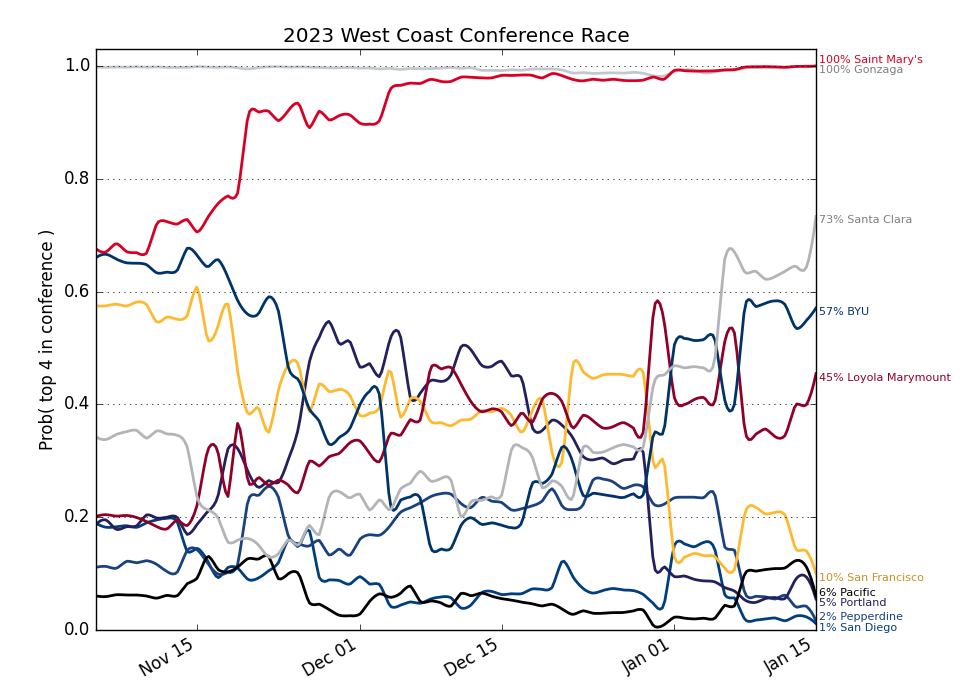 2023 West Coast Conference Race
Prob( top 4 in conference )
1.0
0.8
0.6
0.4
0.2
0.0
Nov 15
Dec 01
Dec 15
Jan 01
Jan 15
100% Saint Mary's
100% Gonzaga
73% Santa Clara
57% BYU
45% Loyola Marymount
10% San Francisco
6% Pacific
5% Portland
2% Pepperdine
1% San Diego